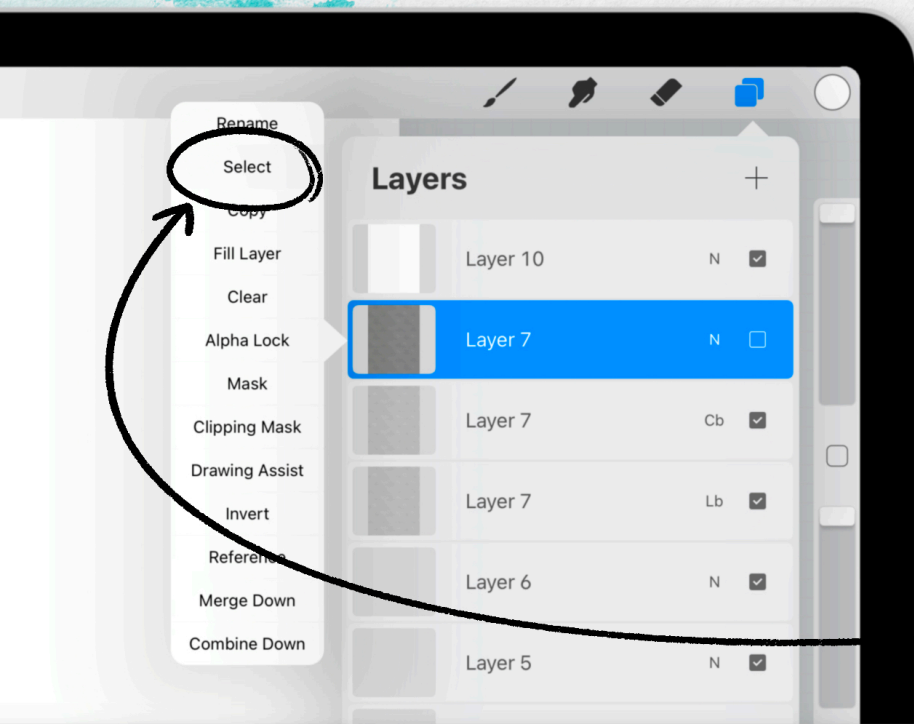 Rename
Select
Copy
Fill Layer
Clear
Alpha Lock
Mask
Clipping Mask
Drawing Assist
Invert
Reference
Merge Down
Combine Down
Layers
Layer 10 N
Layer 7 N
Layer 7 Cb
Layer 7 Lb
Layer 6 N
Layer 5 N